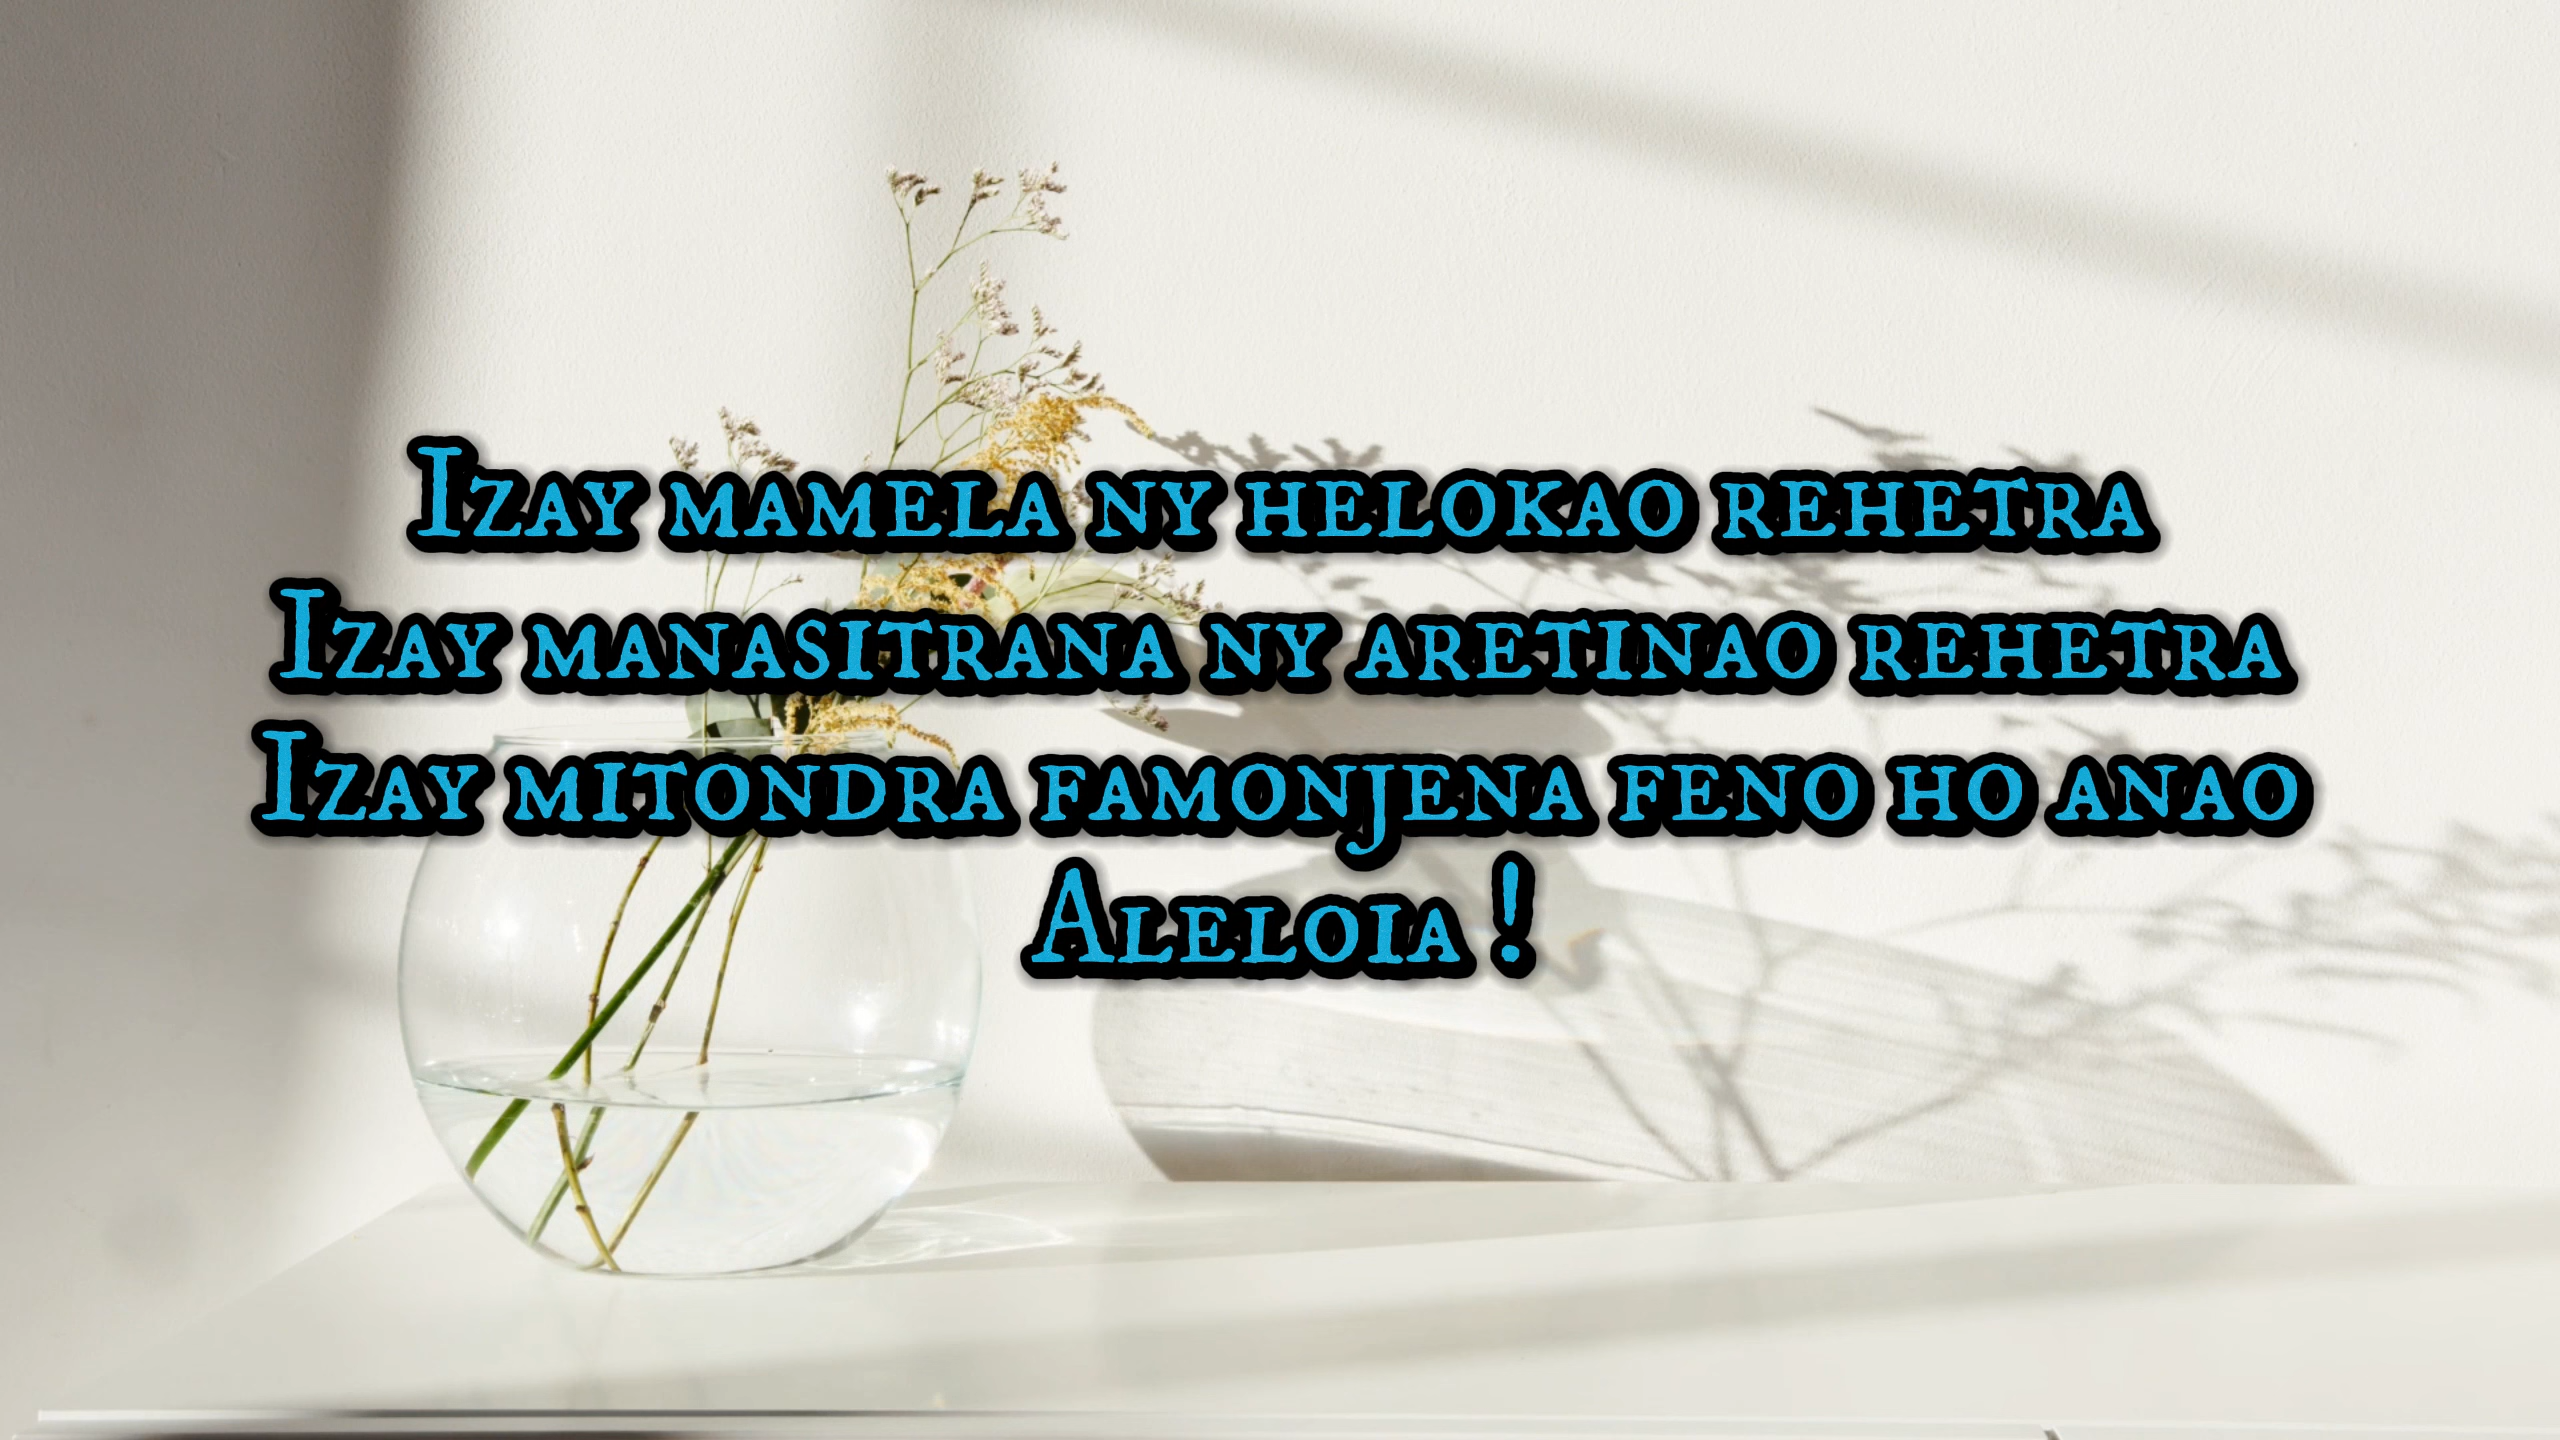 Izay mamela ny helokao rehetra
Izay manasitrana ny aretinao rehetra
Izay mitondra famonjena feno ho anao
Aleloia !